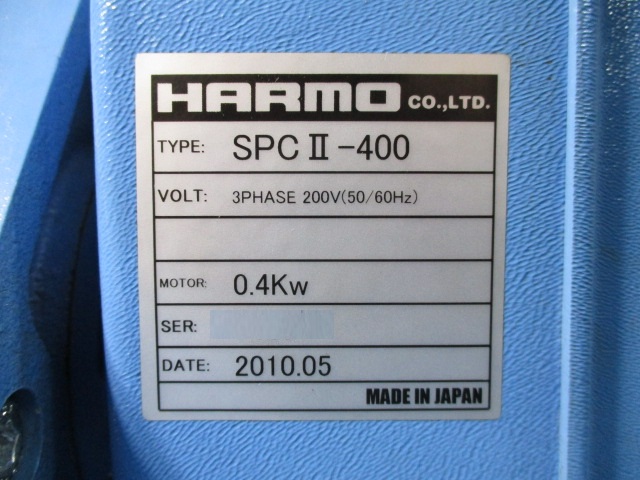 HARMO CO.,LTD.
TYPE: SPC II-400
VOLT: 3PHASE 200V(50/60Hz)
MOTOR: 0.4Kw
SER:
DATE: 2010.05
MADE IN JAPAN